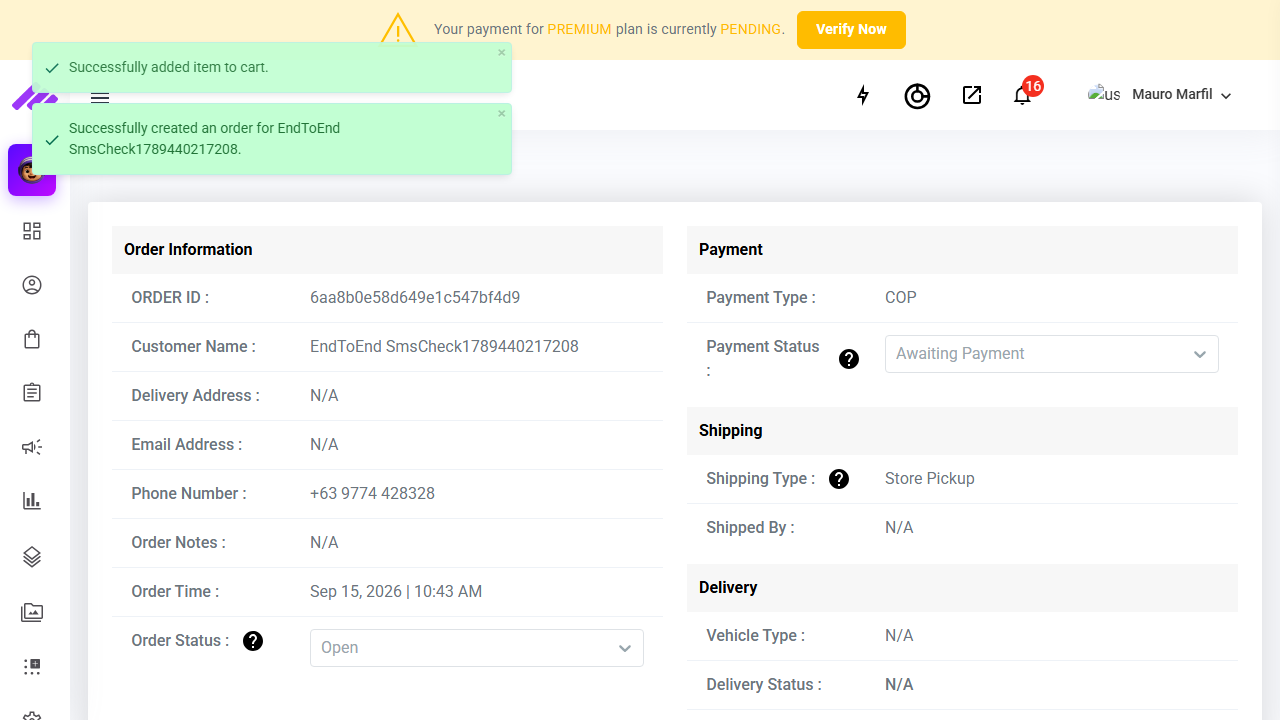 Your payment for PREMIUM plan is currently PENDING. Verify Now
Successfully added item to cart. ×
Successfully created an order for EndToEnd ×
SmsCheck1789440217208.
16
us Mauro Marfil
Order Information
ORDER ID : 6aa8b0e58d649e1c547bf4d9
Customer Name : EndToEnd SmsCheck1789440217208
Delivery Address : N/A
Email Address : N/A
Phone Number : +63 9774 428328
Order Notes : N/A
Order Time : Sep 15, 2026 | 10:43 AM
Order Status : ? Open
Payment
Payment Type : COP
Payment Status : ? Awaiting Payment
Shipping
Shipping Type : ? Store Pickup
Shipped By : N/A
Delivery
Vehicle Type : N/A
Delivery Status : N/A